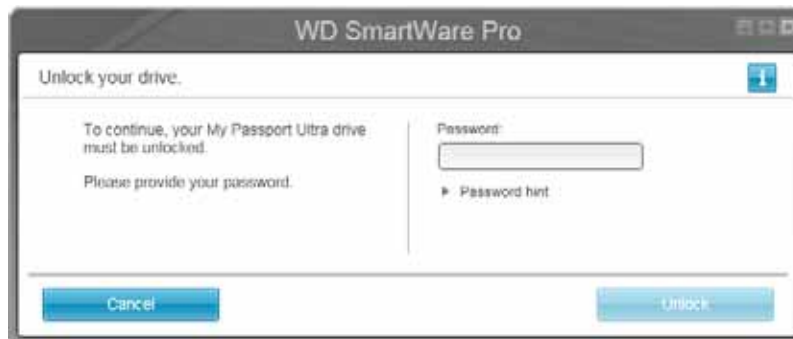 WD SmartWare Pro
Unlock your drive.
To continue, your My Passport Ultra drive
must be unlocked.
Please provide your password.
Password:
Password hint
Cancel
Unlock